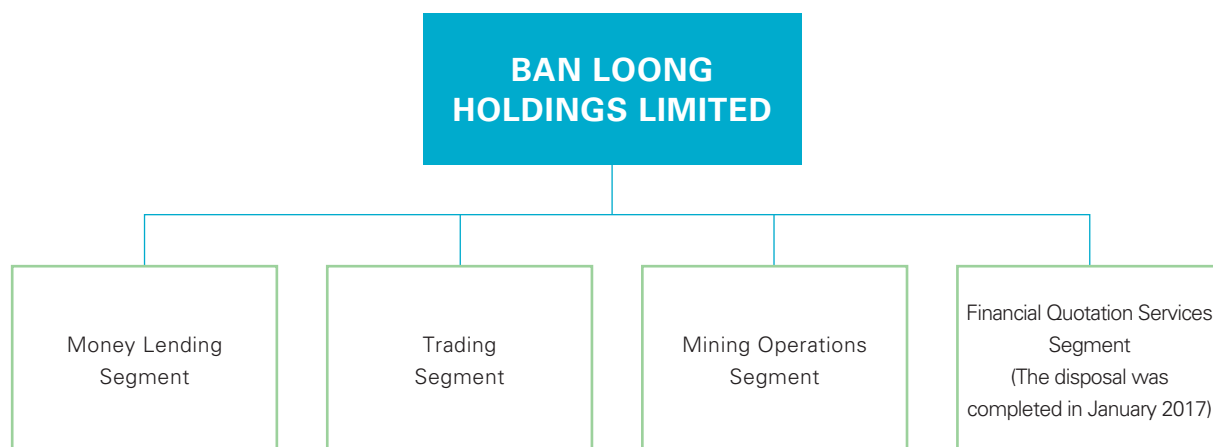 BAN LOONG
HOLDINGS LIMITED
Money Lending
Segment
Trading
Segment
Mining Operations
Segment
Financial Quotation Services
Segment
(The disposal was
completed in January 2017)